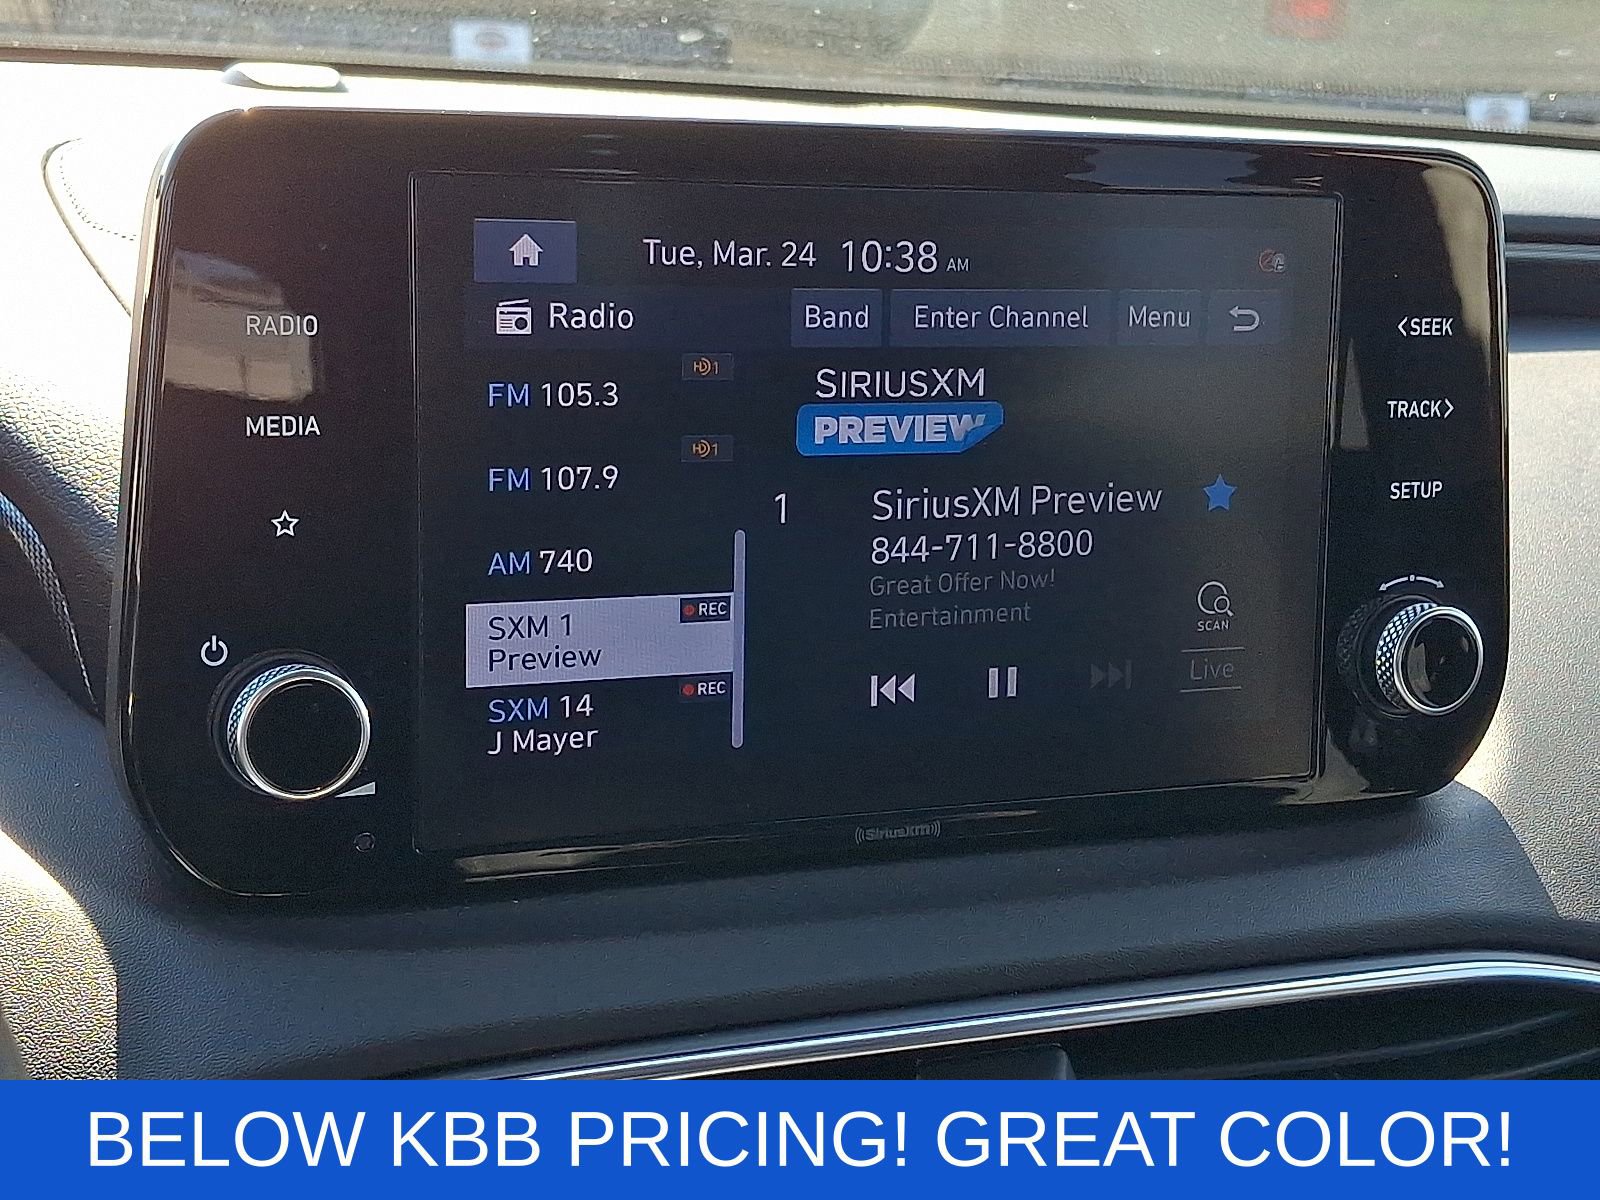 Tue, Mar. 24 10:38 AM
Radio
Band
Enter Channel
Menu
RADIO
MEDIA
FM 105.3
HD1
FM 107.9
HD1
AM 740
SXM 1
REC
Preview
SXM 14
REC
J Mayer
SIRIUSXM
PREVIEW
1
SiriusXM Preview
844-711-8800
Great Offer Now!
Entertainment
SCAN
Live
<SEEK
TRACK>
SETUP
((SiriusXM))
BELOW KBB PRICING! GREAT COLOR!